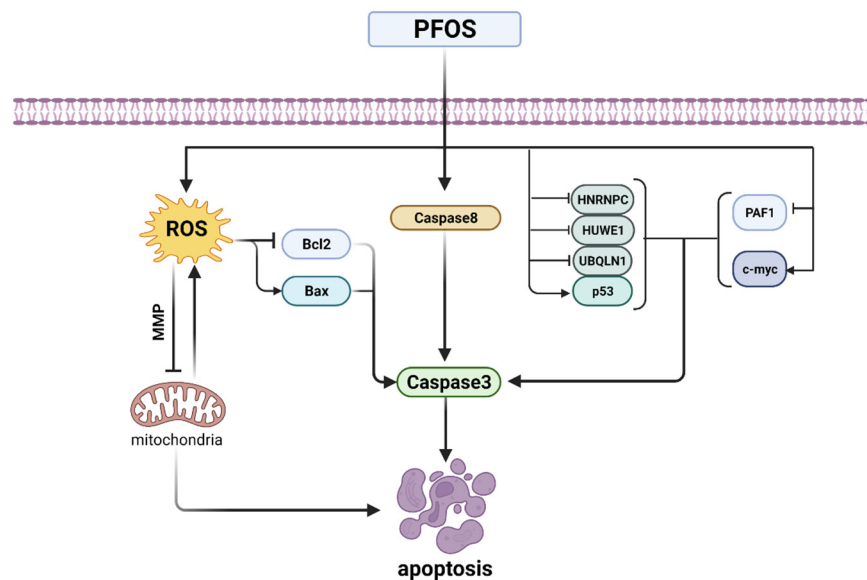 PFOS
ROS
Caspase8
HNRNPC
HUWE1
UBQLN1
p53
PAF1
c-myc
Bcl2
Bax
MMP
Caspase3
mitochondria
apoptosis